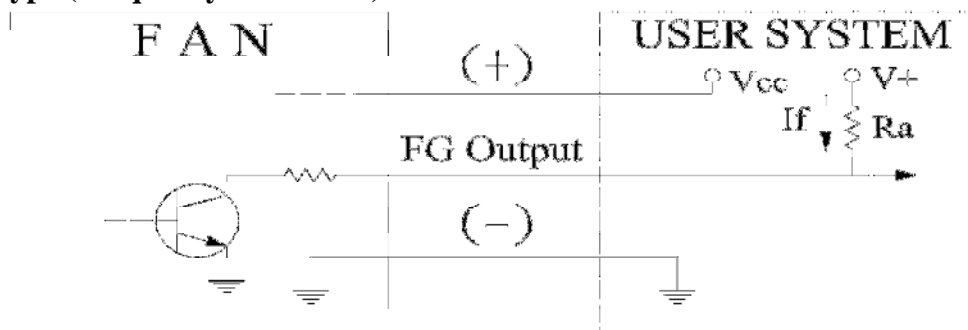 F A N
USER SYSTEM
(+)
Vcc
V+
If
Ra
FG Output
(-)